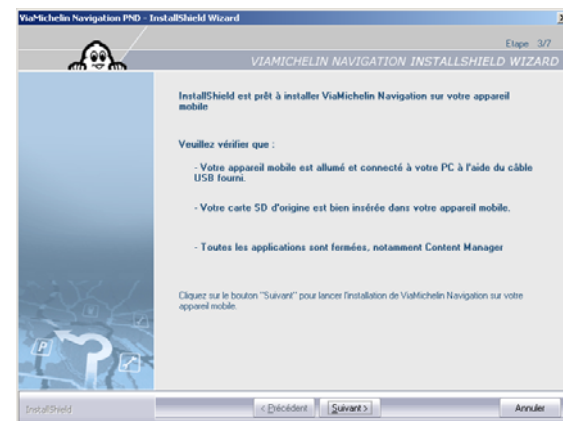 ViaMichelin Navigation PND - InstallShield Wizard
Etape 3/7
VIAMICHELIN NAVIGATION INSTALLSHIELD WIZARD
InstallShield est prêt à installer ViaMichelin Navigation sur votre appareil
mobile
Veuillez vérifier que :
- Votre appareil mobile est allumé et connecté à votre PC à l'aide du câble
USB fourni.
- Votre carte SD d'origine est bien insérée dans votre appareil mobile.
- Toutes les applications sont fermées, notamment Content Manager
Cliquez sur le bouton "Suivant" pour lancer l'installation de ViaMichelin Navigation sur votre
appareil mobile.
P
InstallShield
< Précédent
Suivant >
Annuler